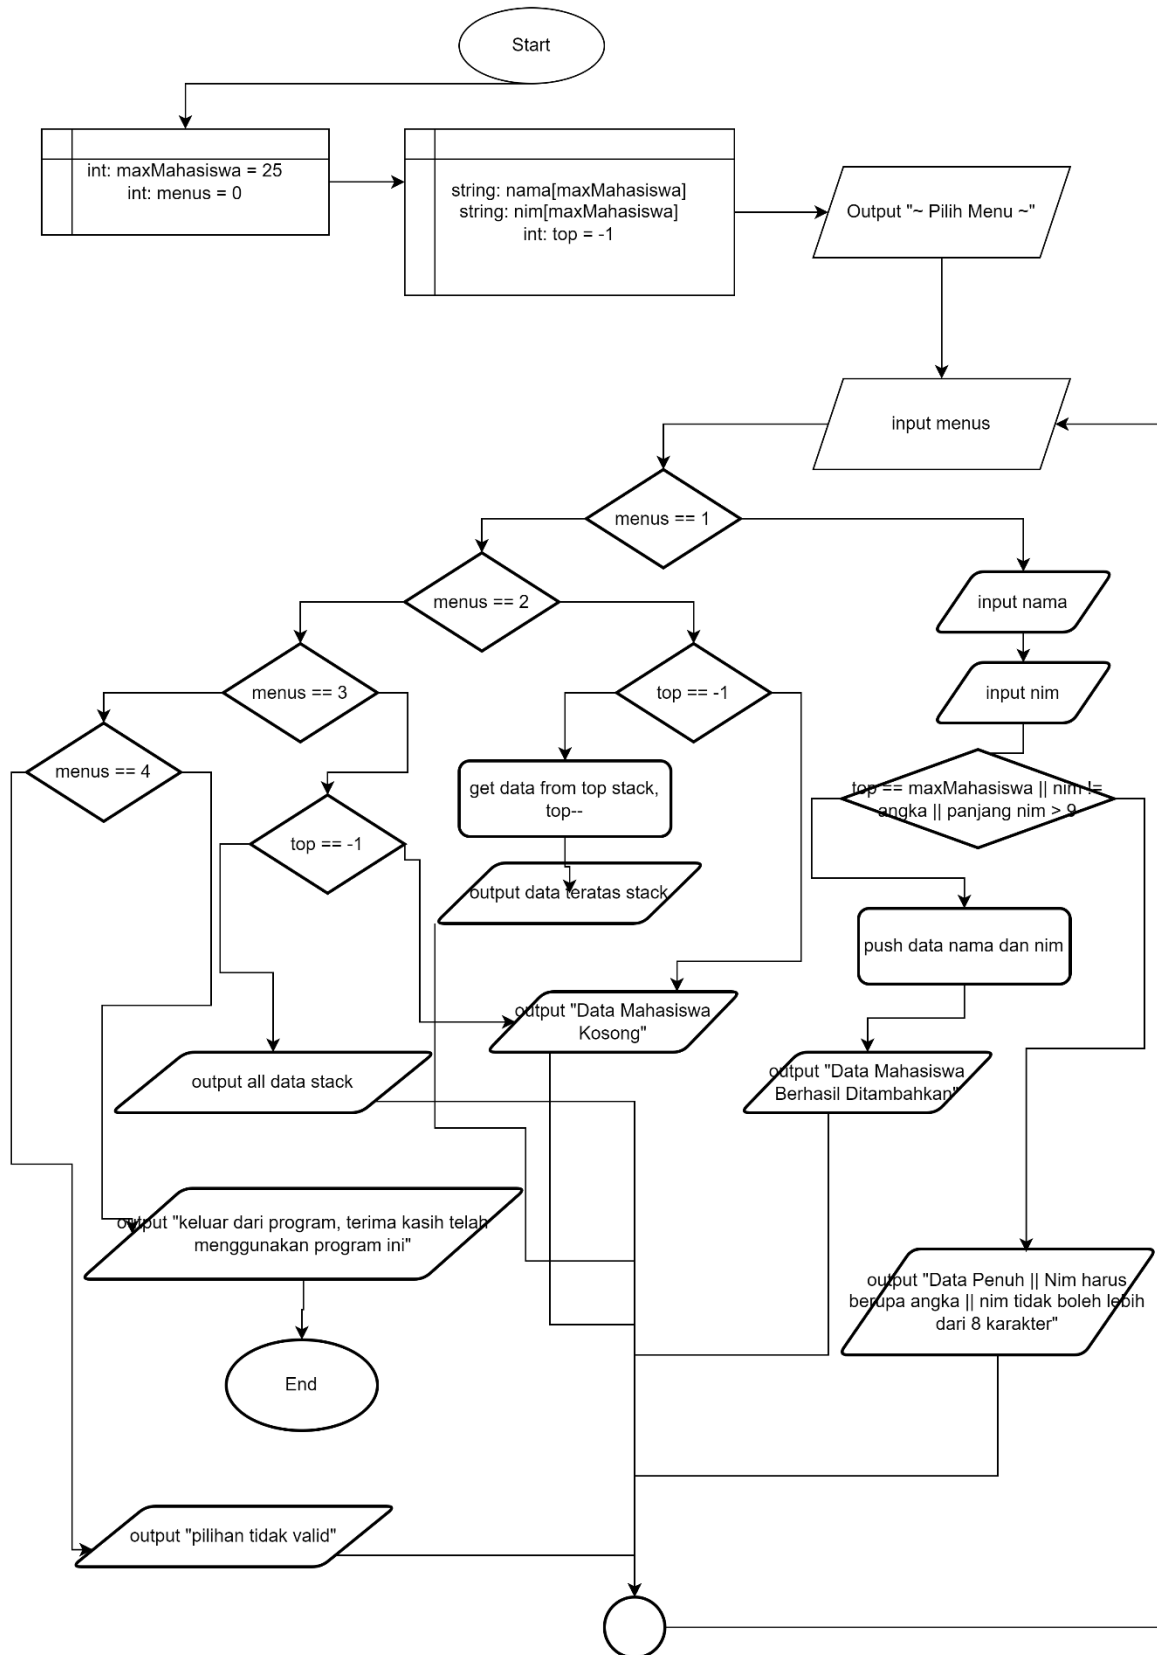 Start
int: maxMahasiswa = 25
int: menus = 0
string: nama[maxMahasiswa]
string: nim[maxMahasiswa]
int: top = -1
Output "~ Pilih Menu ~"
input menus
menus == 1
menus == 2
input nama
menus == 3
top == -1
input nim
menus == 4
get data from top stack,
top--
top == maxMahasiswa || nim !=
angka || panjang nim > 9
top == -1
output data teratas stack
push data nama dan nim
output "Data Mahasiswa
Kosong"
output all data stack
output "Data Mahasiswa
Berhasil Ditambahkan"
output "keluar dari program, terima kasih telah
menggunakan program ini"
output "Data Penuh || Nim harus
berupa angka || nim tidak boleh lebih
dari 8 karakter"
End
output "pilihan tidak valid"